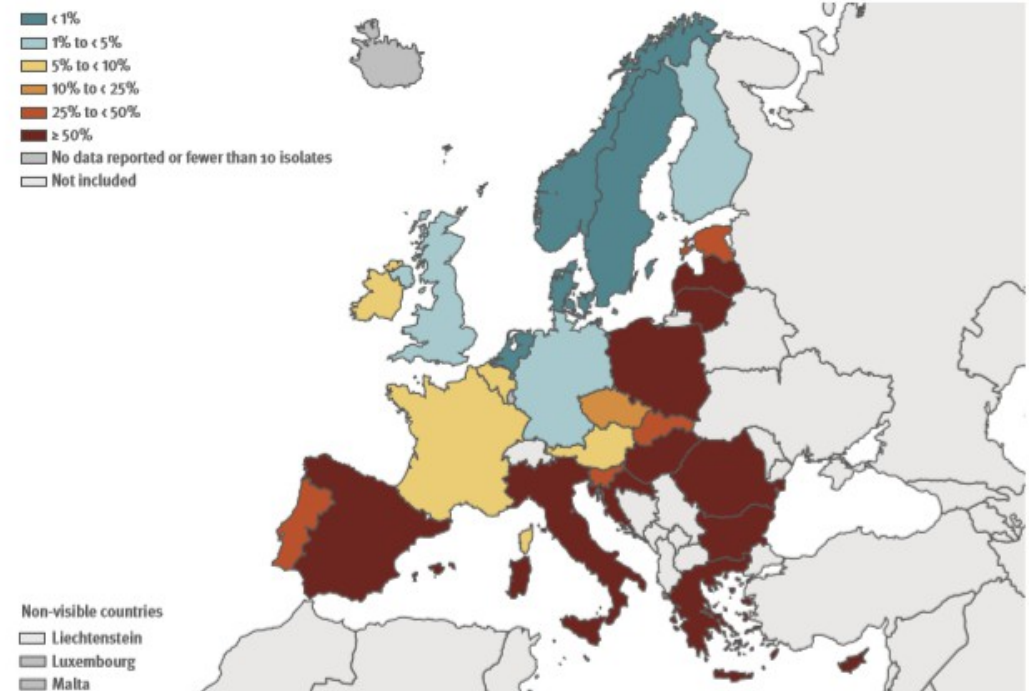 < 1%
1% to < 5%
5% to < 10%
10% to < 25%
25% to < 50%
≥ 50%
No data reported or fewer than 10 isolates
Not included
Non-visible countries
Liechtenstein
Luxembourg
Malta